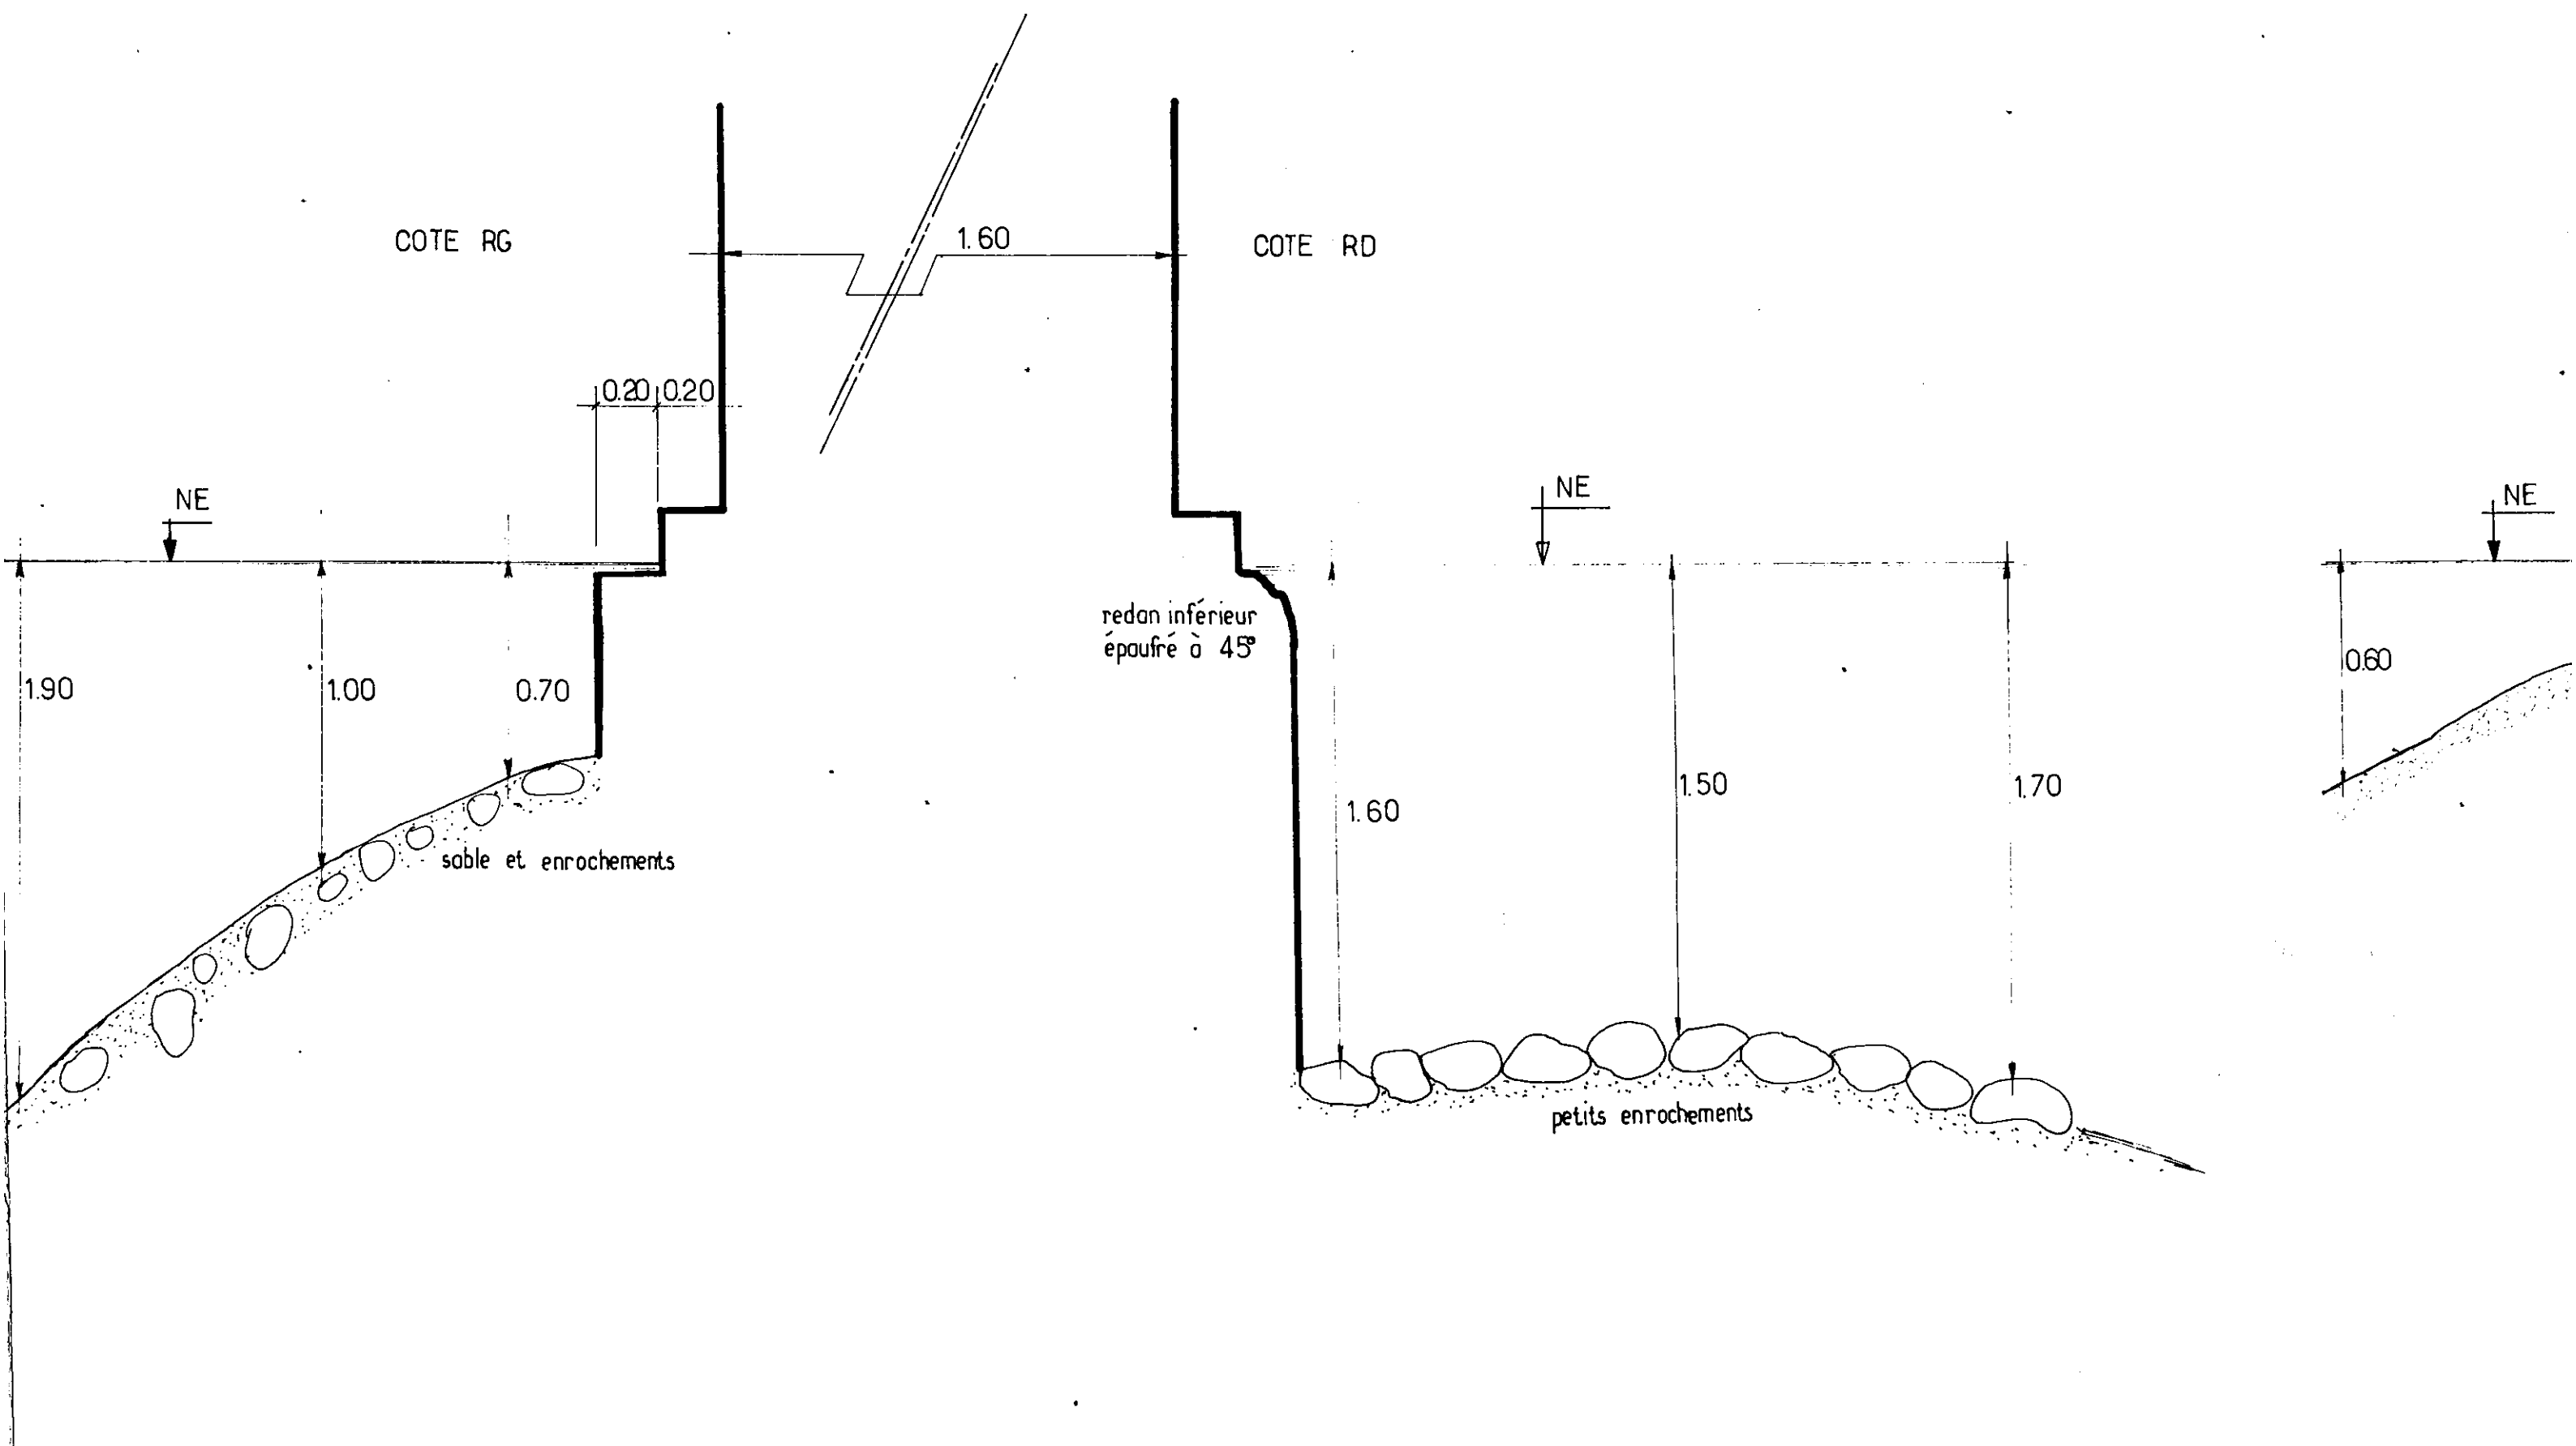 COTE RG
1.60
COTE RD
0.20 0.20
NE
NE
NE
redan inférieur
épaufré à 45°
1.90
1.00
0.70
0.60
1.60
1.50
1.70
sable et enrochements
petits enrochements